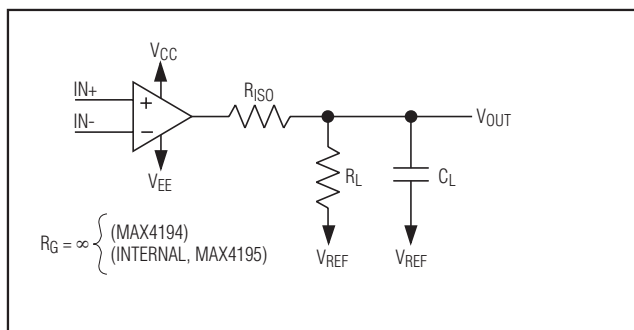 VCC
IN+
+
RISO
VOUT
IN-
−
RL
CL
VEE
RG = ∞ { (MAX4194)
(INTERNAL, MAX4195)
VREF
VREF